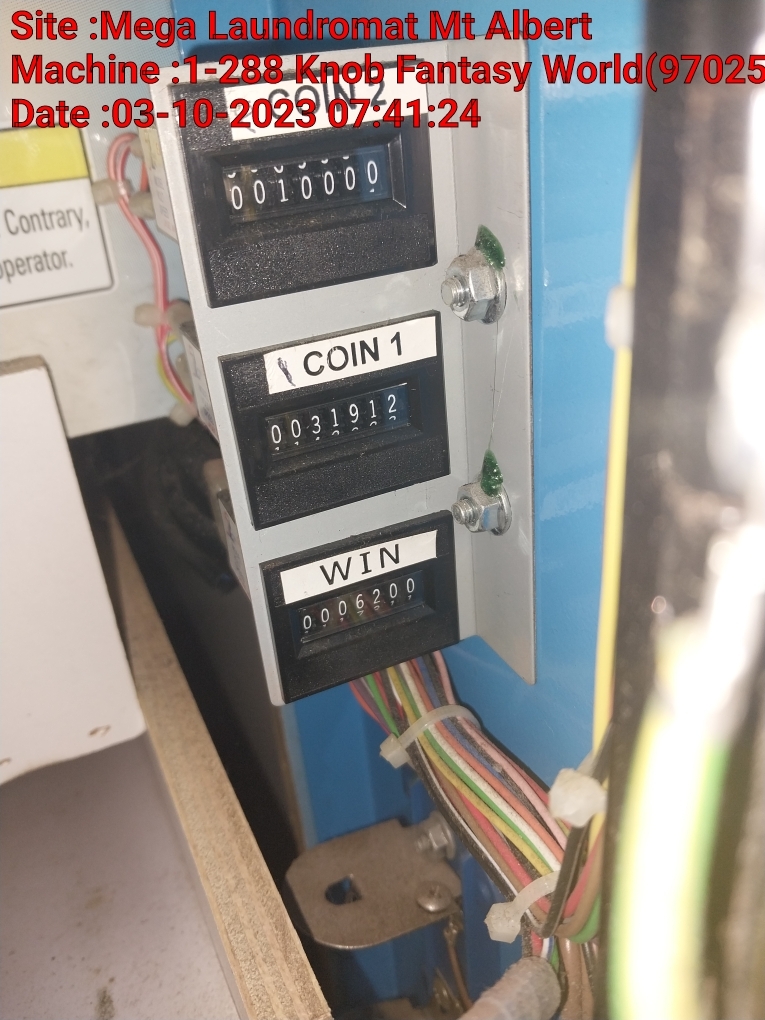 Site :Mega Laundromat Mt Albert
Machine :1-288 Knob Fantasy World(97025
Date :03-10-2023 07:41:24
COIN 2
0010000
Contrary,
operator.
COIN 1
0031912
WIN
0006200